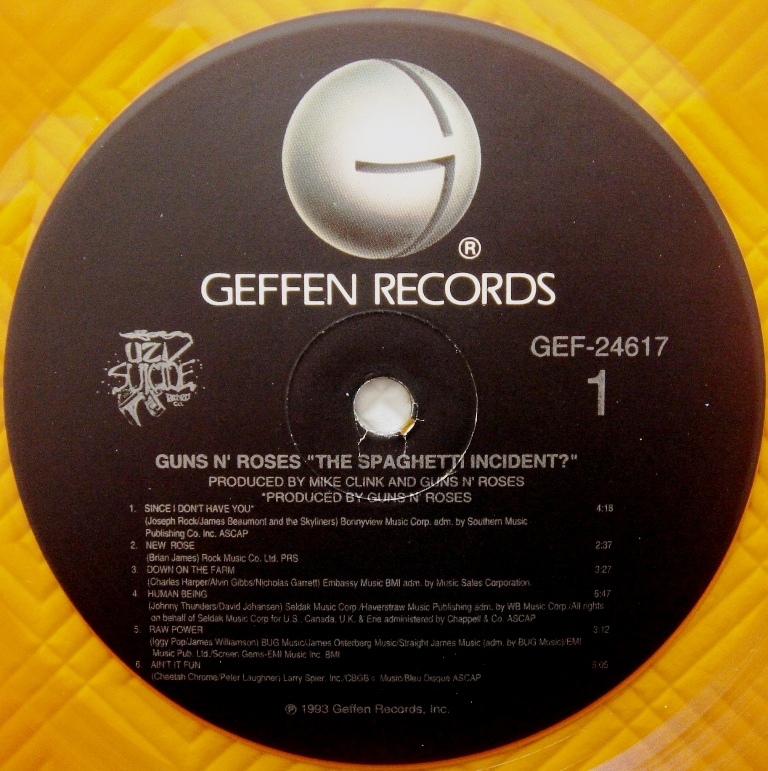 ®
GEFFEN RECORDS
UZI
SUICIDE
RECORD
CO.
GEF-24617
1
GUNS N' ROSES "THE SPAGHETTI INCIDENT?"
PRODUCED BY MIKE CLINK AND GUNS N' ROSES
*PRODUCED BY GUNS N' ROSES
1. SINCE I DON'T HAVE YOU* 4:18
(Joseph Rock/James Beaumont and the Skyliners) Bonnyview Music Corp. adm. by Southern Music
Publishing Co. Inc. ASCAP
2. NEW ROSE 2:37
(Brian James) Rock Music Co. Ltd. PRS
3. DOWN ON THE FARM 3:27
(Charles Harper/Alvin Gibbs/Nicholas Garrett) Embassy Music BMI adm. by Music Sales Corporation.
4. HUMAN BEING 6:47
(Johnny Thunders/David Johansen) Seldak Music Corp./Haverstraw Music Publishing adm. by WB Music Corp./All rights
on behalf of Seldak Music Corp for U.S., Canada, U.K. & Erie administered by Chappell & Co. ASCAP
5. RAW POWER 3:12
(Iggy Pop/James Williamson) BUG Music/James Osterberg Music/Straight James Music (adm. by BUG Music)/EMI
Music Pub. Ltd./Screen Gems-EMI Music Inc. BMI
6. AIN'T IT FUN 5:05
(Cheetah Chrome/Peter Laughner) Larry Spier, Inc./CBGB's Music/Bleu Disque ASCAP
℗ 1993 Geffen Records, Inc.